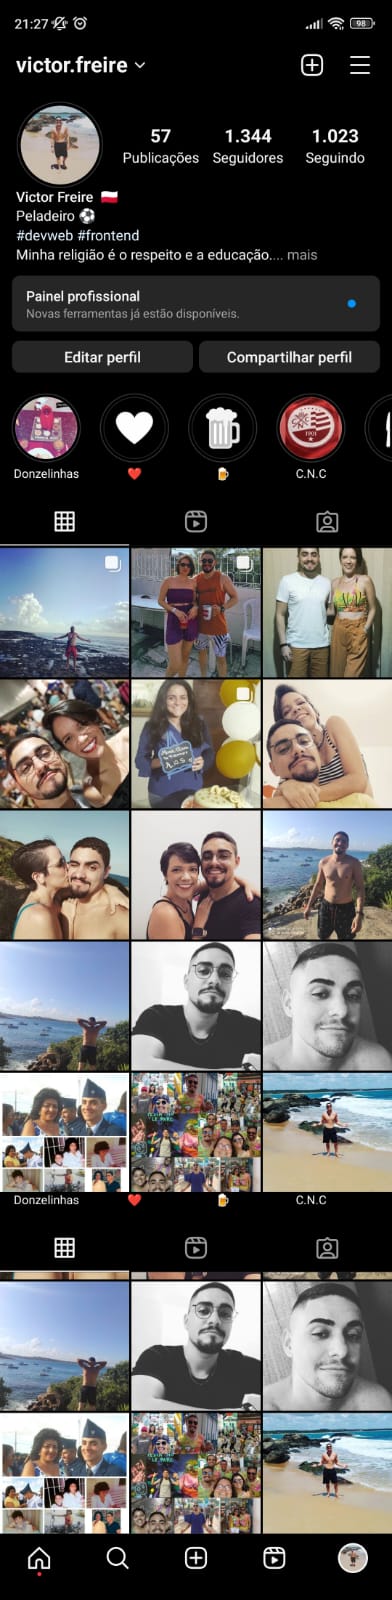 21:27
98
victor.freire
57
1.344
1.023
Publicações
Seguidores
Seguindo
Victor Freire 🇵🇱
Peladeiro ⚽
#devweb #frontend
Minha religião é o respeito e a educação.... mais
Painel profissional
Novas ferramentas já estão disponíveis.
Editar perfil
Compartilhar perfil
Donzelinhas
❤️
🍺
C.N.C
Donzelinhas
❤️
🍺
C.N.C